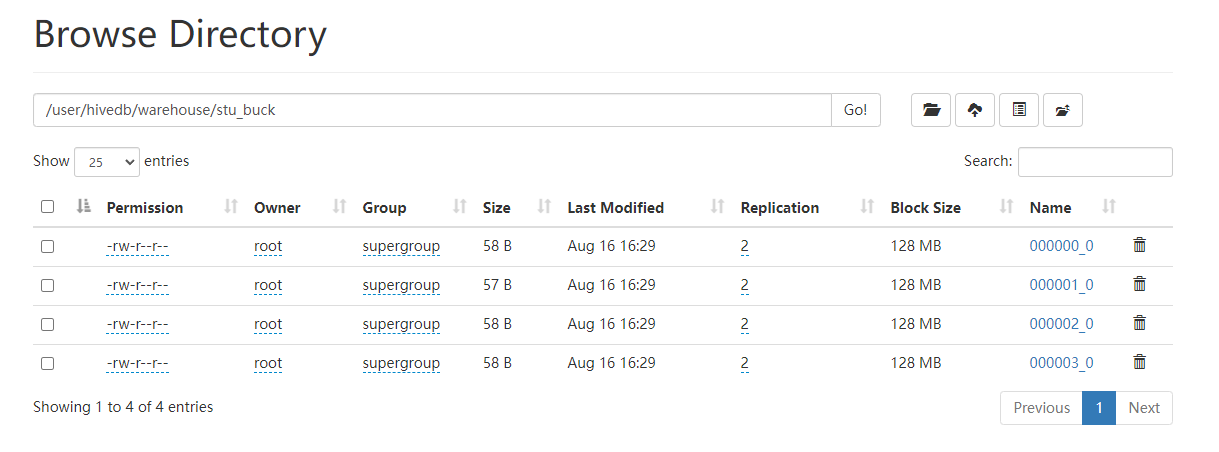 Browse Directory
/user/hivedb/warehouse/stu_buck Go!
Show 25 entries Search:
Permission Owner Group Size Last Modified Replication Block Size Name
-rw-r--r-- root supergroup 58 B Aug 16 16:29 2 128 MB 000000_0
-rw-r--r-- root supergroup 57 B Aug 16 16:29 2 128 MB 000001_0
-rw-r--r-- root supergroup 58 B Aug 16 16:29 2 128 MB 000002_0
-rw-r--r-- root supergroup 58 B Aug 16 16:29 2 128 MB 000003_0
Showing 1 to 4 of 4 entries Previous 1 Next